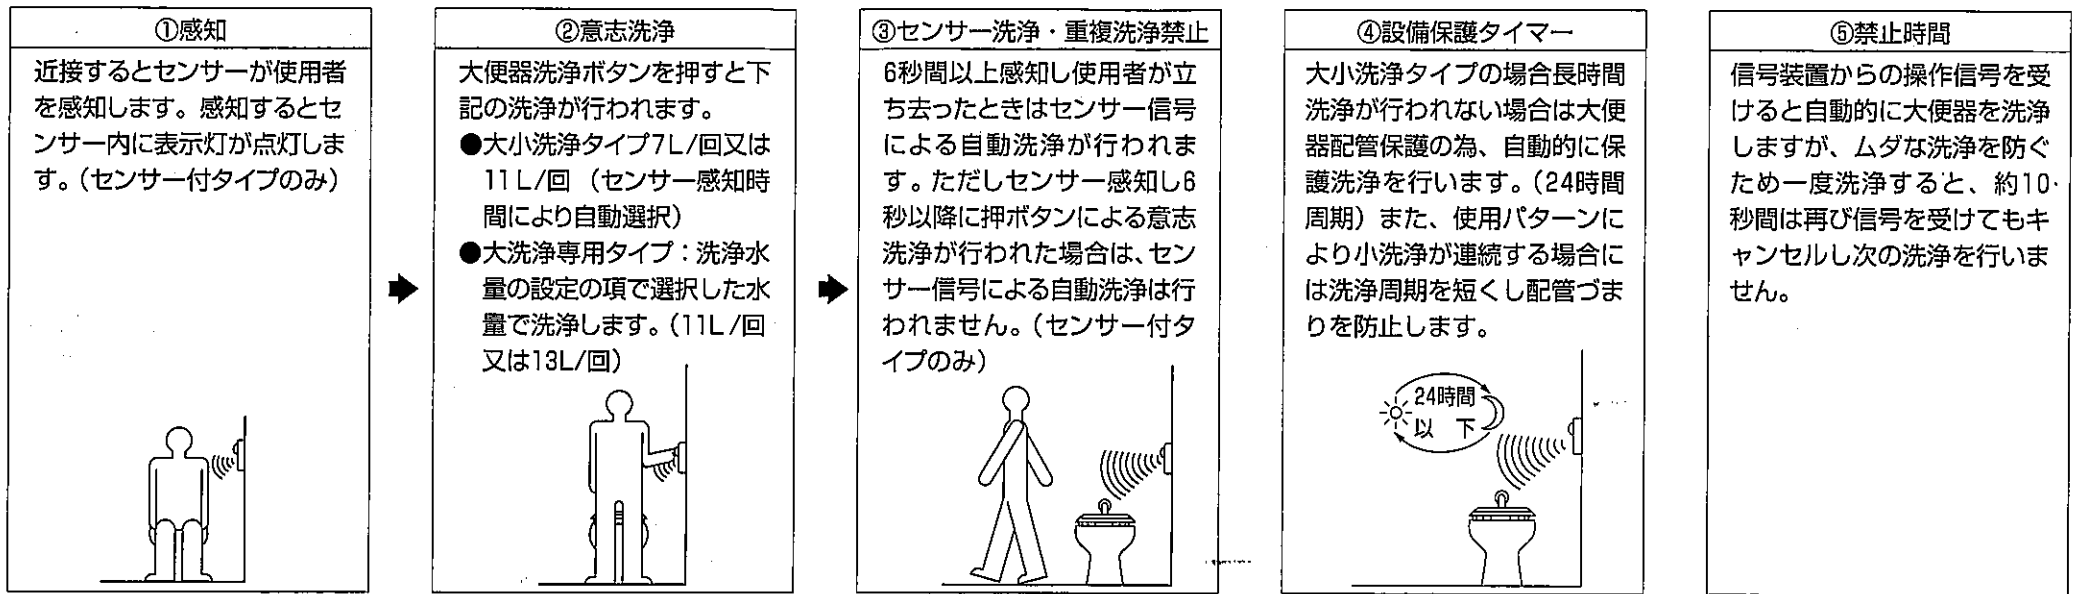 ①感知
近接するとセンサーが使用者
を感知します。感知するとセ
ンサー内に表示灯が点灯しま
す。(センサー付タイプのみ)
②意志洗浄
大便器洗浄ボタンを押すと下
記の洗浄が行われます。
●大小洗浄タイプ7L/回又は
11L/回 (センサー感知時
間により自動選択)
●大洗浄専用タイプ:洗浄水
量の設定の項で選択した水
量で洗浄します。(11L/回
又は13L/回)
③センサー洗浄・重複洗浄禁止
6秒間以上感知し使用者が立
ち去ったときはセンサー信号
による自動洗浄が行われま
す。ただしセンサー感知し6
秒以降に押ボタンによる意志
洗浄が行われた場合は、セン
サー信号による自動洗浄は行
われません。(センサー付タ
イプのみ)
④設備保護タイマー
大小洗浄タイプの場合長時間
洗浄が行われない場合は大便
器配管保護の為、自動的に保
護洗浄を行います。(24時間
周期)また、使用パターンに
より小洗浄が連続する場合に
は洗浄周期を短くし配管づま
りを防止します。
24時間
以 下
⑤禁止時間
信号装置からの操作信号を受
けると自動的に大便器を洗浄
しますが、ムダな洗浄を防ぐ
ため一度洗浄すると、約10
秒間は再び信号を受けてもキ
ャンセルし次の洗浄を行いま
せん。